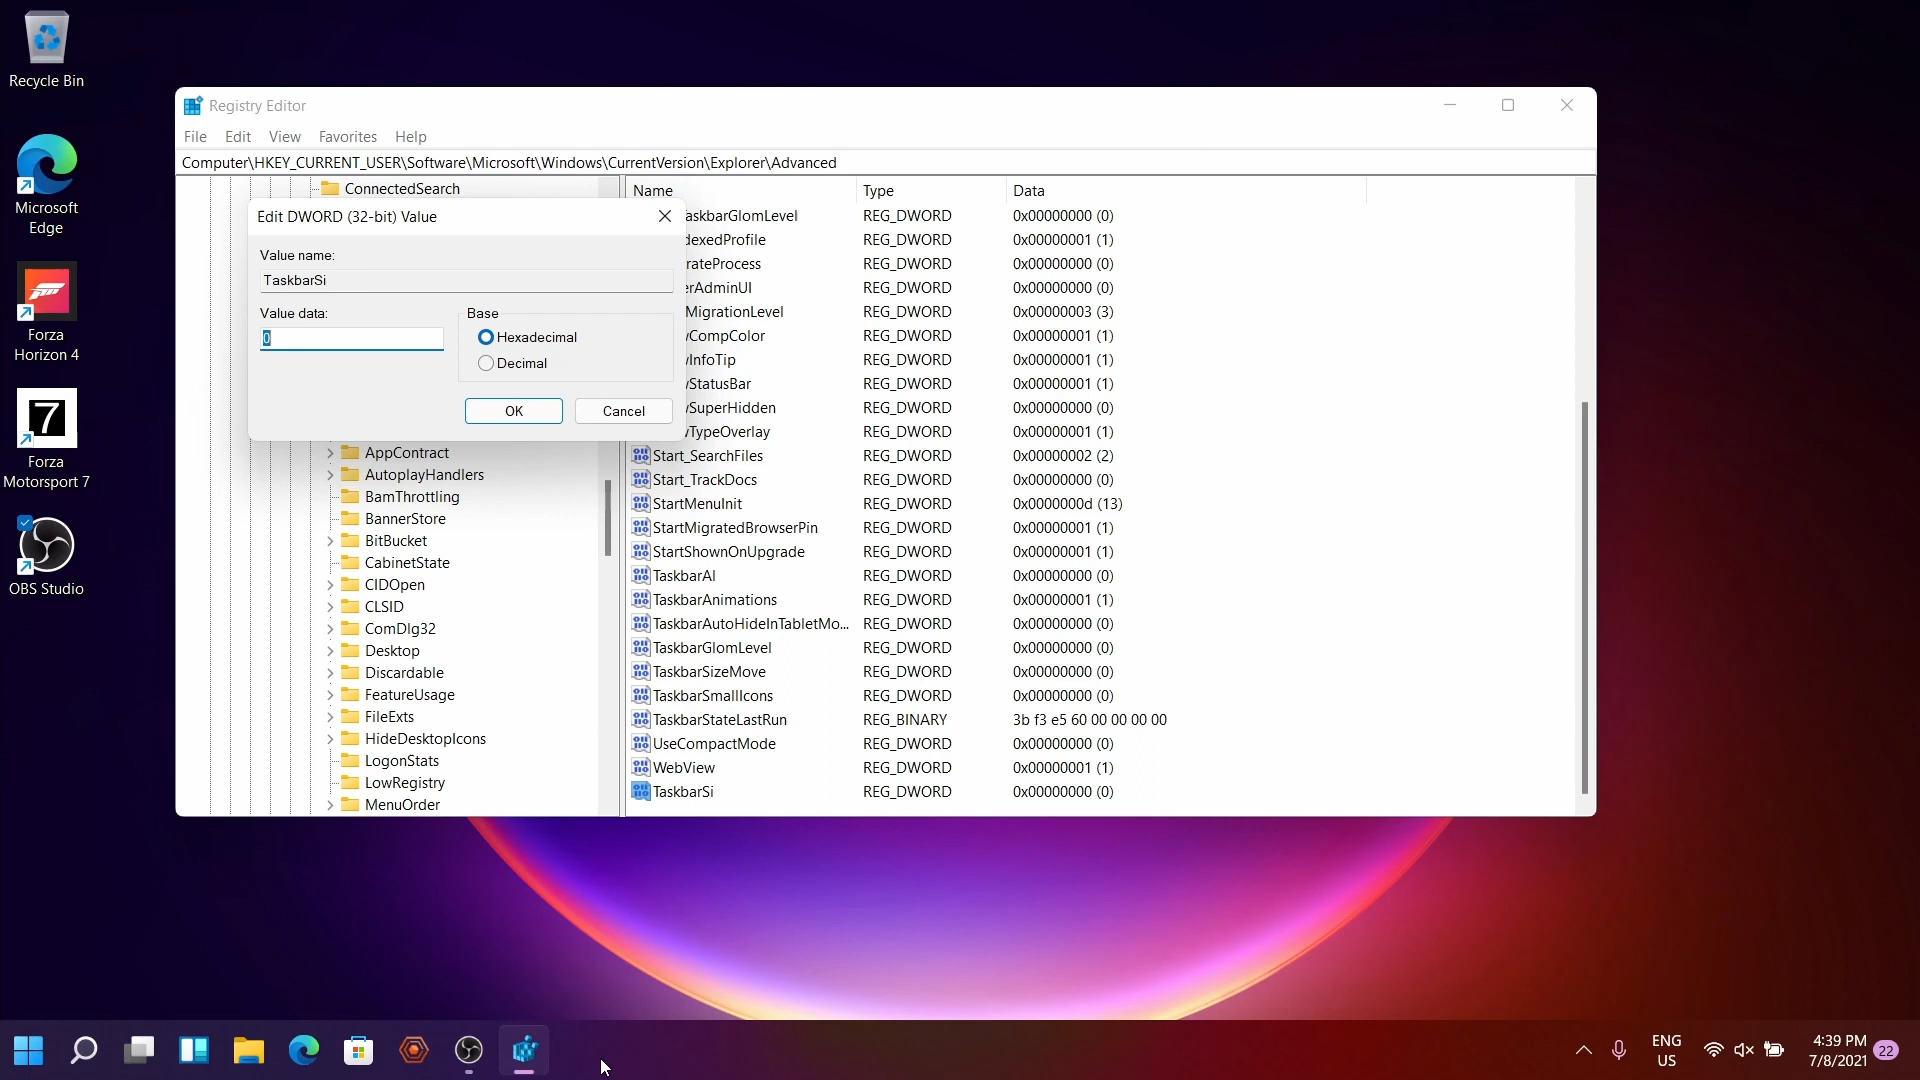 Recycle Bin
Microsoft
Edge
Forza
Horizon 4
7
Forza
Motorsport 7
OBS Studio
Registry Editor
File Edit View Favorites Help
Computer\HKEY_CURRENT_USER\Software\Microsoft\Windows\CurrentVersion\Explorer\Advanced
ConnectedSearch
Edit DWORD (32-bit) Value
Value name:
TaskbarSi
Value data:
0
Base
Hexadecimal
Decimal
OK
Cancel
AppContract
AutoplayHandlers
BamThrottling
BannerStore
BitBucket
CabinetState
CIDOpen
CLSID
ComDlg32
Desktop
Discardable
FeatureUsage
FileExts
HideDesktopIcons
LogonStats
LowRegistry
MenuOrder
Name Type Data
askbarGlomLevel REG_DWORD 0x00000000 (0)
dexedProfile REG_DWORD 0x00000001 (1)
rateProcess REG_DWORD 0x00000000 (0)
erAdminUI REG_DWORD 0x00000000 (0)
MigrationLevel REG_DWORD 0x00000003 (3)
wCompColor REG_DWORD 0x00000001 (1)
wInfoTip REG_DWORD 0x00000001 (1)
wStatusBar REG_DWORD 0x00000001 (1)
wSuperHidden REG_DWORD 0x00000000 (0)
wTypeOverlay REG_DWORD 0x00000001 (1)
Start_SearchFiles REG_DWORD 0x00000002 (2)
Start_TrackDocs REG_DWORD 0x00000000 (0)
StartMenuInit REG_DWORD 0x0000000d (13)
StartMigratedBrowserPin REG_DWORD 0x00000001 (1)
StartShownOnUpgrade REG_DWORD 0x00000001 (1)
TaskbarAl REG_DWORD 0x00000000 (0)
TaskbarAnimations REG_DWORD 0x00000001 (1)
TaskbarAutoHideInTabletMo... REG_DWORD 0x00000000 (0)
TaskbarGlomLevel REG_DWORD 0x00000000 (0)
TaskbarSizeMove REG_DWORD 0x00000000 (0)
TaskbarSmallIcons REG_DWORD 0x00000000 (0)
TaskbarStateLastRun REG_BINARY 3b f3 e5 60 00 00 00 00
UseCompactMode REG_DWORD 0x00000000 (0)
WebView REG_DWORD 0x00000001 (1)
TaskbarSi REG_DWORD 0x00000000 (0)
ENG
US
4:39 PM
7/8/2021
22